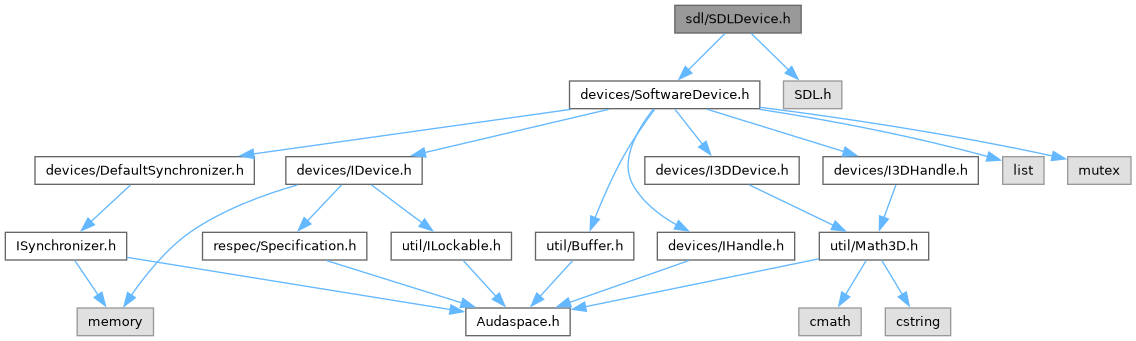 sdl/SDLDevice.h
devices/SoftwareDevice.h
SDL.h
devices/DefaultSynchronizer.h
devices/IDevice.h
devices/I3DDevice.h
devices/I3DHandle.h
list
mutex
ISynchronizer.h
respec/Specification.h
util/ILockable.h
util/Buffer.h
devices/IHandle.h
util/Math3D.h
memory
Audaspace.h
cmath
cstring